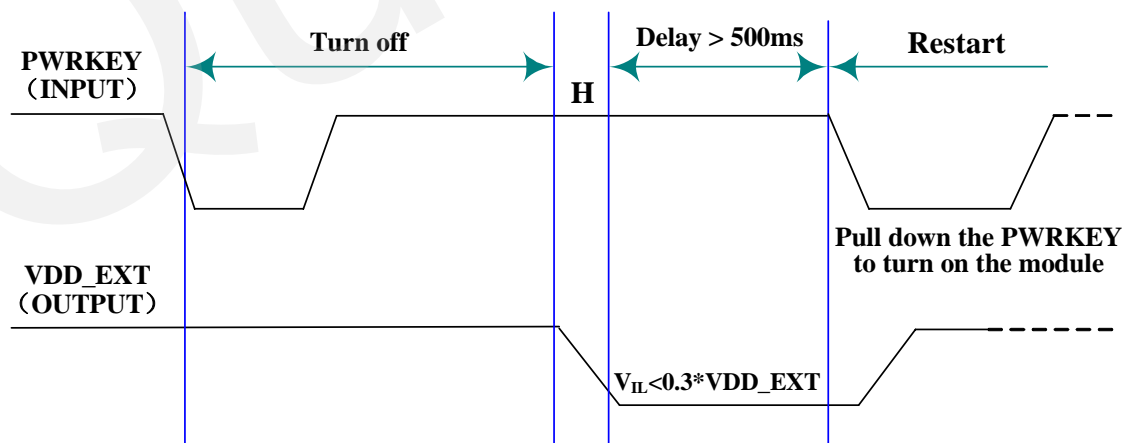 PWRKEY
（INPUT）
Turn off
H
Delay > 500ms
Restart
Pull down the PWRKEY
to turn on the module
VDD_EXT
（OUTPUT）
VIL<0.3*VDD_EXT